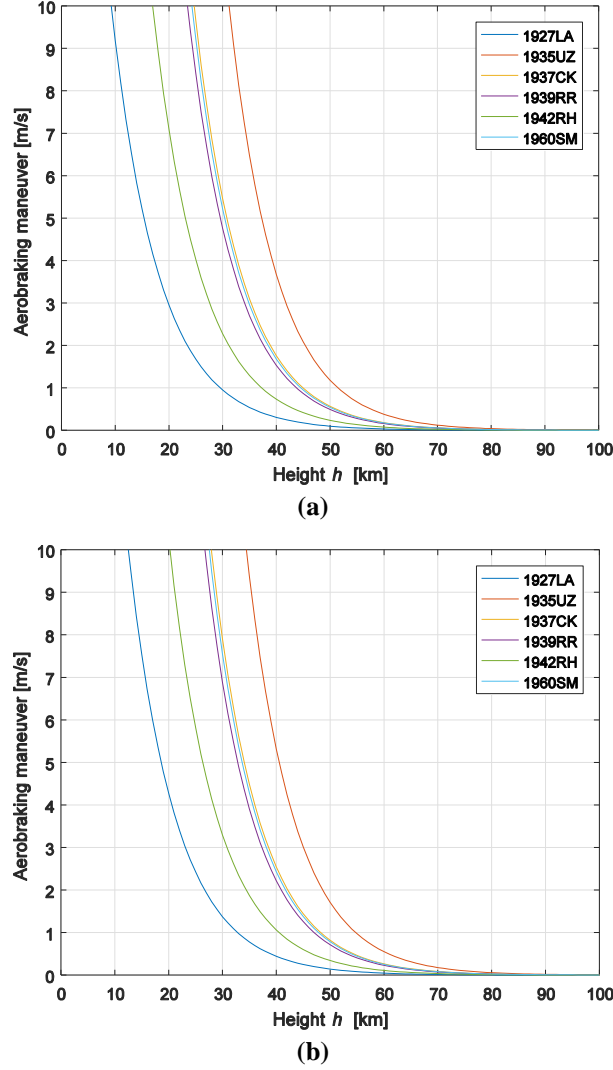 10
9
8
7
6
5
4
3
2
1
0
Aerobraking maneuver [m/s]
1927LA
1935UZ
1937CK
1939RR
1942RH
1960SM
0 10 20 30 40 50 60 70 80 90 100
Height h [km]
(a)
10
9
8
7
6
5
4
3
2
1
0
Aerobraking maneuver [m/s]
1927LA
1935UZ
1937CK
1939RR
1942RH
1960SM
0 10 20 30 40 50 60 70 80 90 100
Height h [km]
(b)